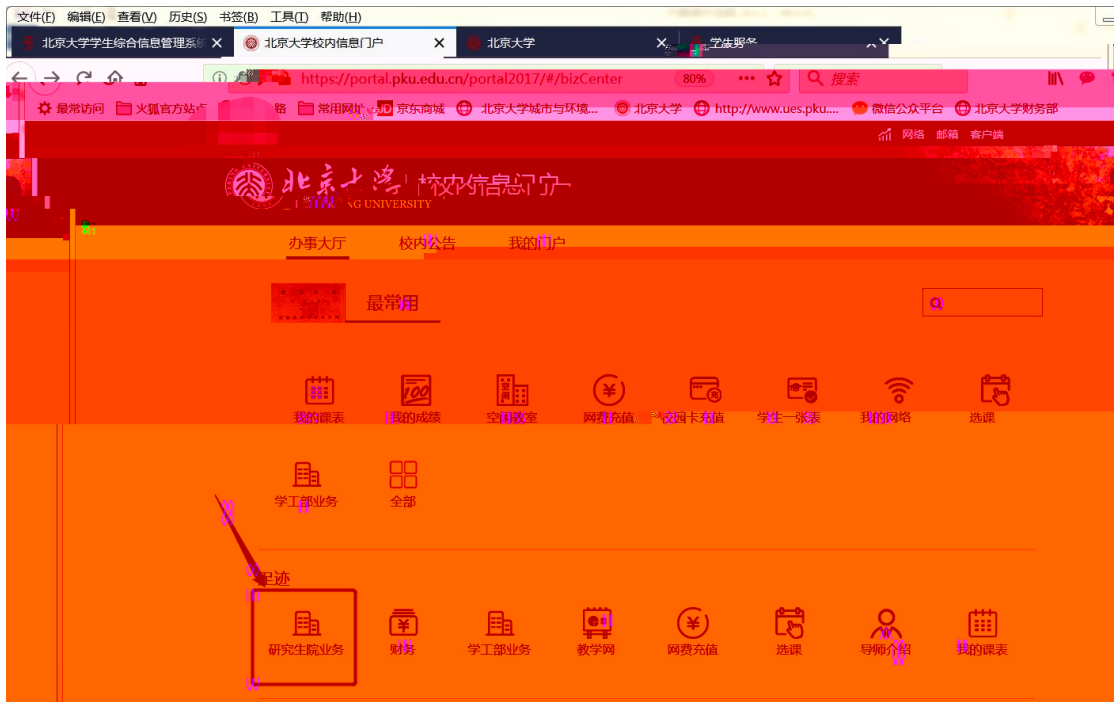 文件(F) 编辑(E) 查看(V) 历史(S) 书签(B) 工具(T) 帮助(H)
北京大学学生综合信息管理系统 × 北京大学校内信息门户 × 北京大学 ×
https://portal.pku.edu.cn/portal2017/#/bizCenter 80% ••• 搜索
最常访问 火狐官方站点 常用网址 JD 京东商城 北京大学城市与环境... 北京大学 http://www.ues.pku.... 微信公众平台 北京大学财务部
网络 邮箱 客户端
北京大学 校内信息门户
UNIVERSITY
办事大厅 校内公告 我的门户
最常用
我的课表 我的成绩 空闲教室 网费充值 校园卡充值 学生一张表 我的网络 选课
学工部业务 全部
足迹
研究生院业务 财务 学工部业务 教学网 网费充值 选课 导师介绍 我的课表